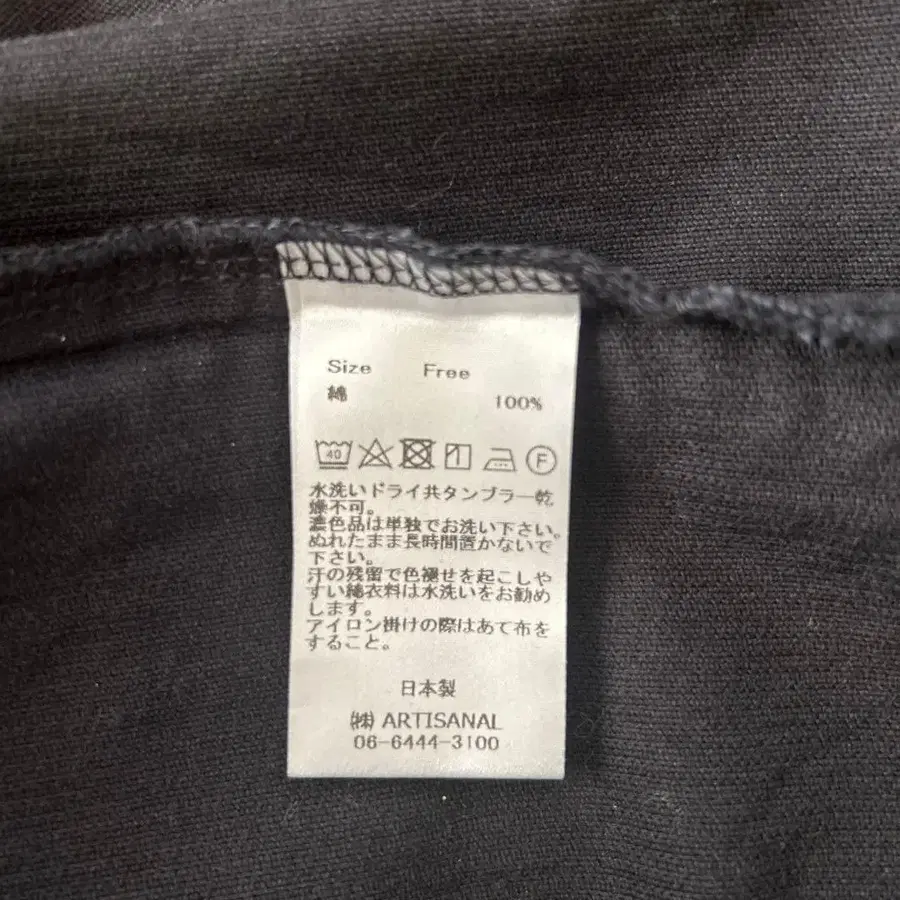 Size Free
綿 100%
40 F
水洗いドライ共タンブラー乾
燥不可。
濃色品は単独でお洗い下さい。
ぬれたまま長時間置かないで
下さい。
汗の残留で色褪せを起こしや
すい綿衣料は水洗いをお勧め
します。
アイロン掛けの際はあて布を
すること。
日本製
㈱ ARTISANAL
06-6444-3100